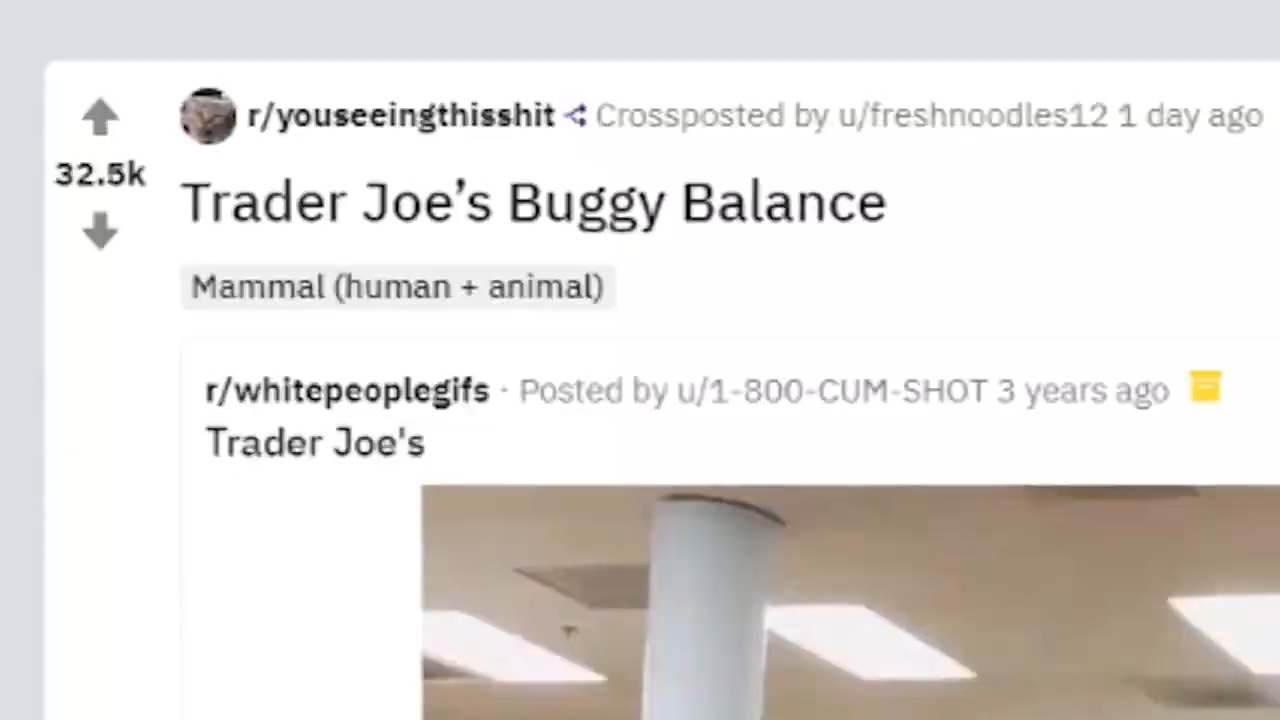 r/youseeingthisshit Crossposted by u/freshnoodles12 1 day ago
32.5k
Trader Joe’s Buggy Balance
Mammal (human + animal)
r/whitepeoplegifs · Posted by u/1-800-CUM-SHOT 3 years ago
Trader Joe's